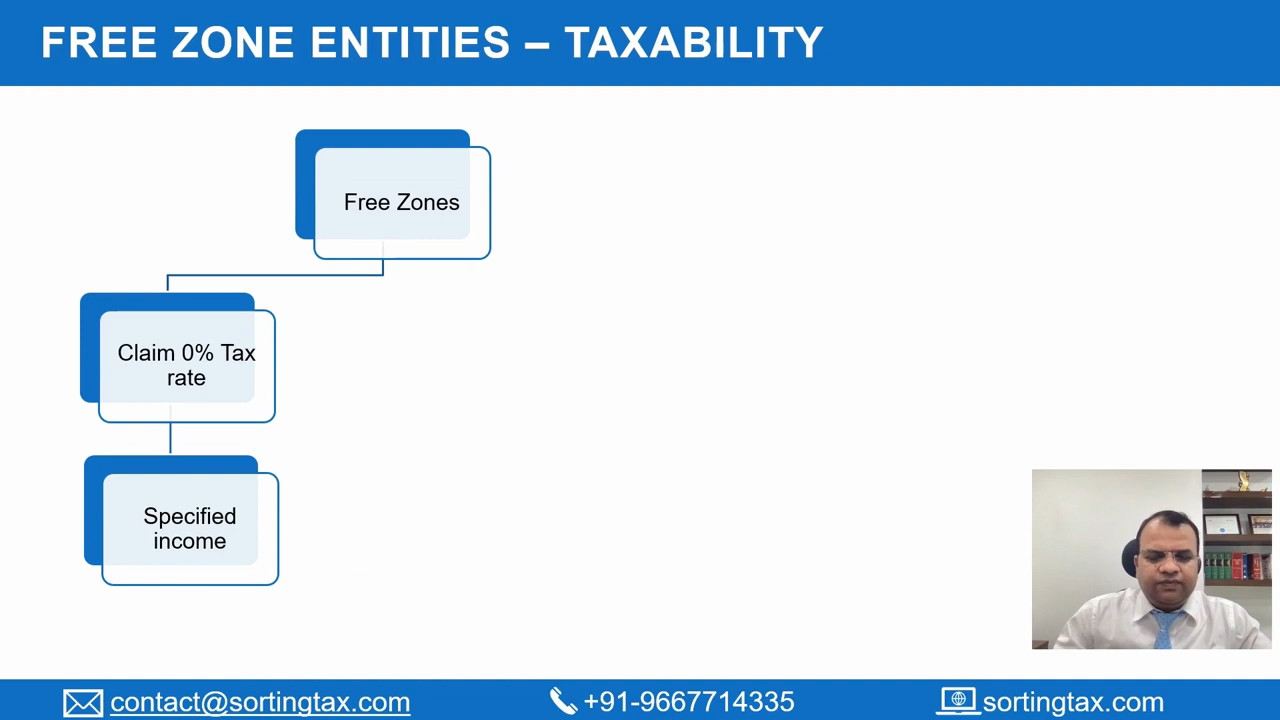 FREE ZONE ENTITIES – TAXABILITY
Free Zones
Claim 0% Tax
rate
Specified
income
contact@sortingtax.com
+91-9667714335
sortingtax.com